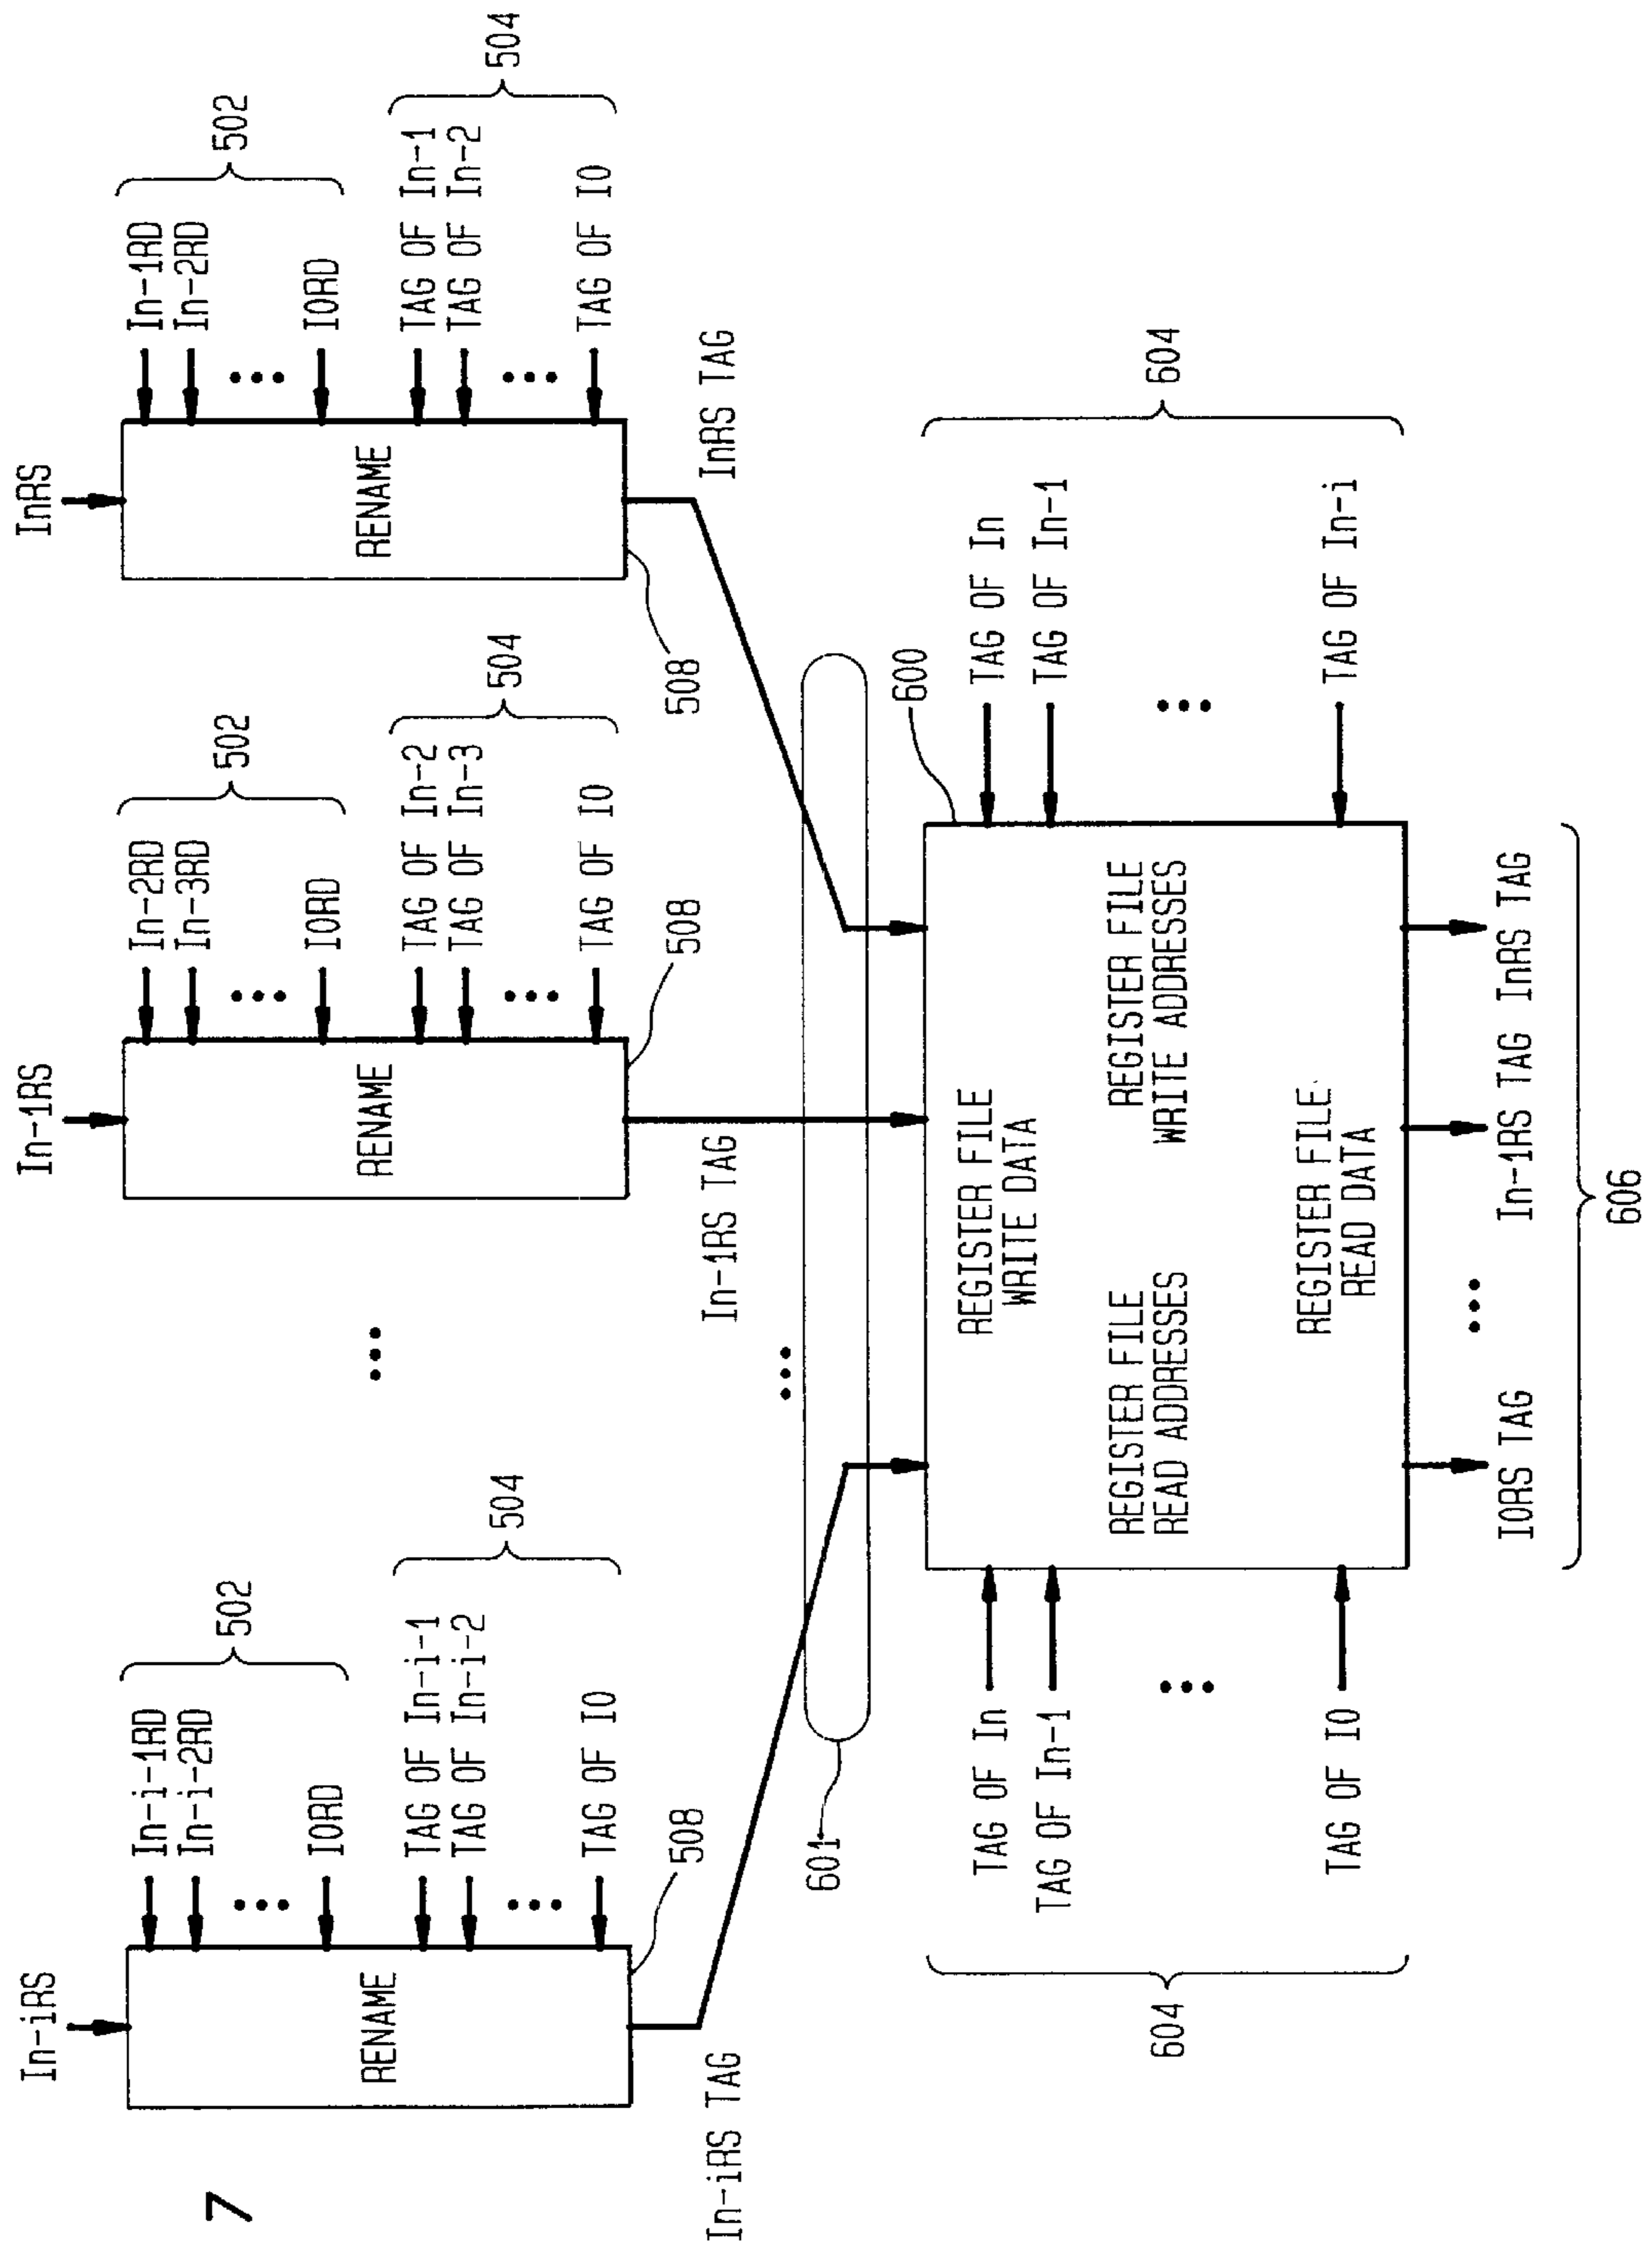 7
In-iRS
In-i-1RD
In-i-2RD
IORD
502
TAG OF In-i-1
TAG OF In-i-2
TAG OF IO
504
RENAME
508
In-iRS TAG
In-1RS
In-2RD
In-3RD
IORD
502
TAG OF In-2
TAG OF In-3
TAG OF IO
504
RENAME
508
In-1RS TAG
InRS
In-1RD
In-2RD
IORD
502
TAG OF In-1
TAG OF In-2
TAG OF IO
504
RENAME
508
InRS TAG
601
600
REGISTER FILE
WRITE DATA
REGISTER FILE
READ ADDRESSES
REGISTER FILE
WRITE ADDRESSES
REGISTER FILE
READ DATA
604
TAG OF In
TAG OF In-1
TAG OF IO
TAG OF In
TAG OF In-1
TAG OF In-i
604
IORS TAG
In-1RS TAG
InRS TAG
606